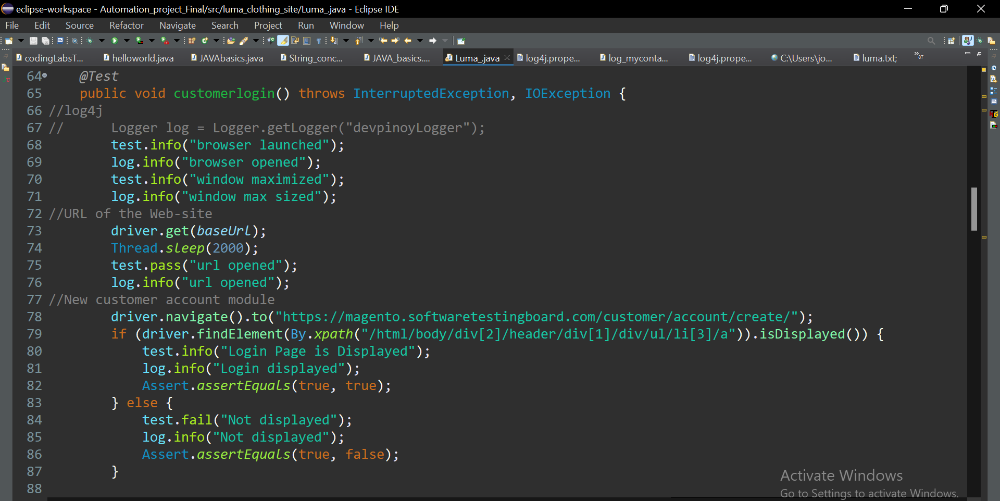 eclipse-workspace - Automation_project_Final/src/luma_clothing_site/Luma_.java - Eclipse IDE
File Edit Source Refactor Navigate Search Project Run Window Help
codingLabsT... helloworld.java JAVAbasics.java String_conc... JAVA_basics.... Luma_.java log4j.prope... log_myconta... log4j.prope... C:\Users\jo... luma.txt; »87
64 @Test
65 public void customerlogin() throws InterruptedException, IOException {
66 //log4j
67 // Logger log = Logger.getLogger("devpinoyLogger");
68 test.info("browser launched");
69 log.info("browser opened");
70 test.info("window maximized");
71 log.info("window max sized");
72 //URL of the Web-site
73 driver.get(baseUrl);
74 Thread.sleep(2000);
75 test.pass("url opened");
76 log.info("url opened");
77 //New customer account module
78 driver.navigate().to("https://magento.softwaretestingboard.com/customer/account/create/");
79 if (driver.findElement(By.xpath("/html/body/div[2]/header/div[1]/div/ul/li[3]/a")).isDisplayed()) {
80 test.info("Login Page is Displayed");
81 log.info("Login displayed");
82 Assert.assertEquals(true, true);
83 } else {
84 test.fail("Not displayed");
85 log.info("Not displayed");
86 Assert.assertEquals(true, false);
87 }
88
Activate Windows
Go to Settings to activate Windows.